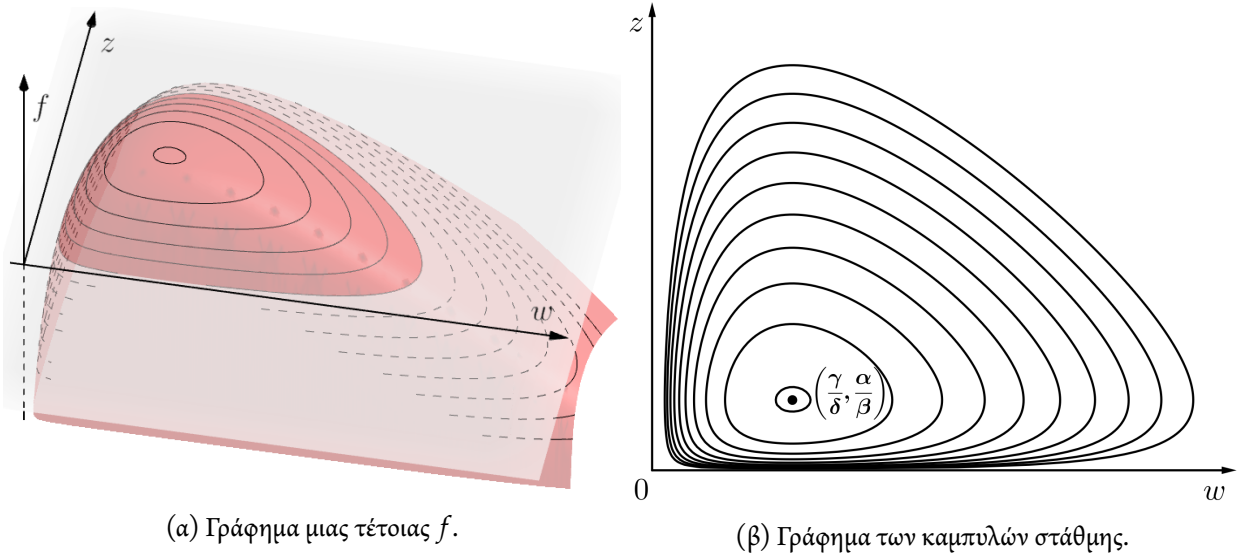 z
f
w
(α) Γράφημα μιας τέτοιας f.
z
(γ/δ, α/β)
0
w
(β) Γράφημα των καμπυλών στάθμης.